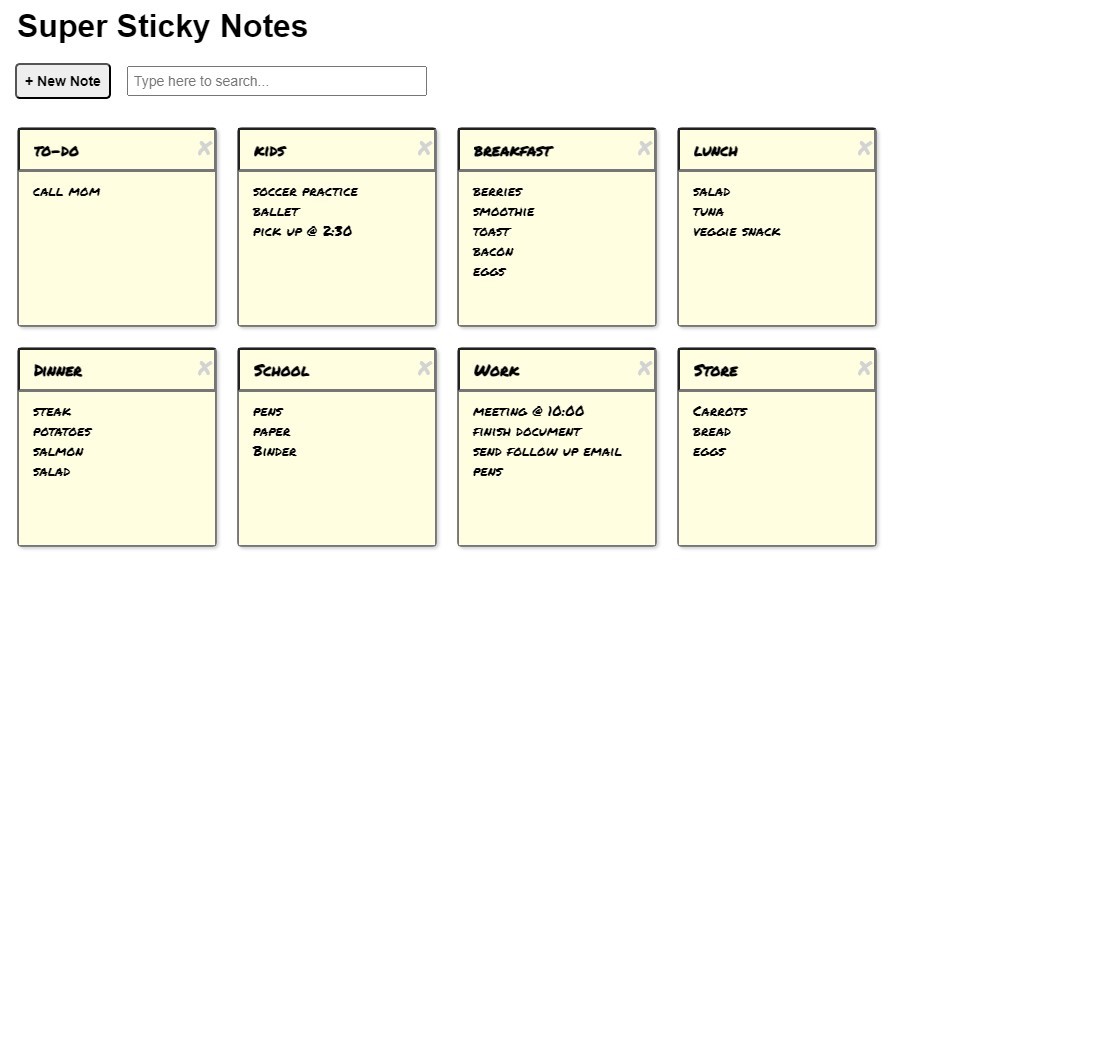 Super Sticky Notes
+ New Note
Type here to search...
to-do
call mom
kids
soccer practice
ballet
pick up @ 2:30
breakfast
berries
smoothie
toast
bacon
eggs
lunch
salad
tuna
veggie snack
Dinner
steak
potatoes
salmon
salad
School
pens
paper
Binder
Work
meeting @ 10:00
finish document
send follow up email
pens
Store
Carrots
bread
eggs